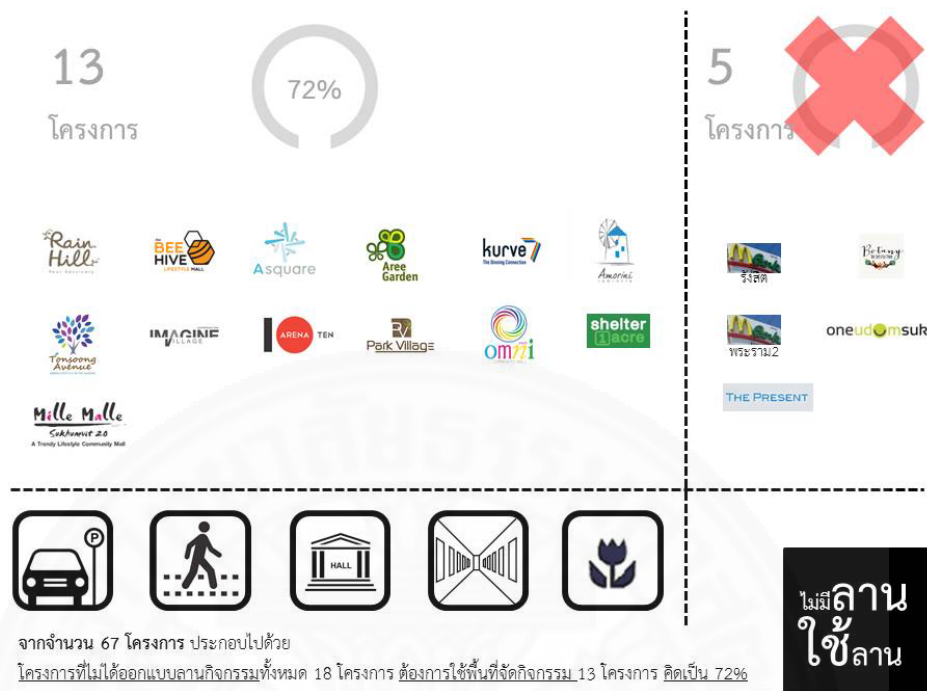 13
72%
5
โครงการ
โครงการ
Rain Hill
THE BEE HIVE LIFESTYLE MALL
Asquare
Aree Garden
kurve 7
The Dining Connection
Amorini
รังสิต
Botany
Tonsoong Avenue
IMAGINE VILLAGE
ARENA TEN
RV Park Village
omni
shelter [1]acre
พระราม2
oneudomsuk
THE PRESENT
Mille Malle
Sukhumvit 20
A Trendy Lifestyle Community Mall
P
HALL
ไม่มีลาน
ใช้ลาน
จากจำนวน 67 โครงการ ประกอบไปด้วย
โครงการที่ไม่ได้ออกแบบลานกิจกรรมทั้งหมด 18 โครงการ ต้องการใช้พื้นที่จัดกิจกรรม 13 โครงการ คิดเป็น 72%